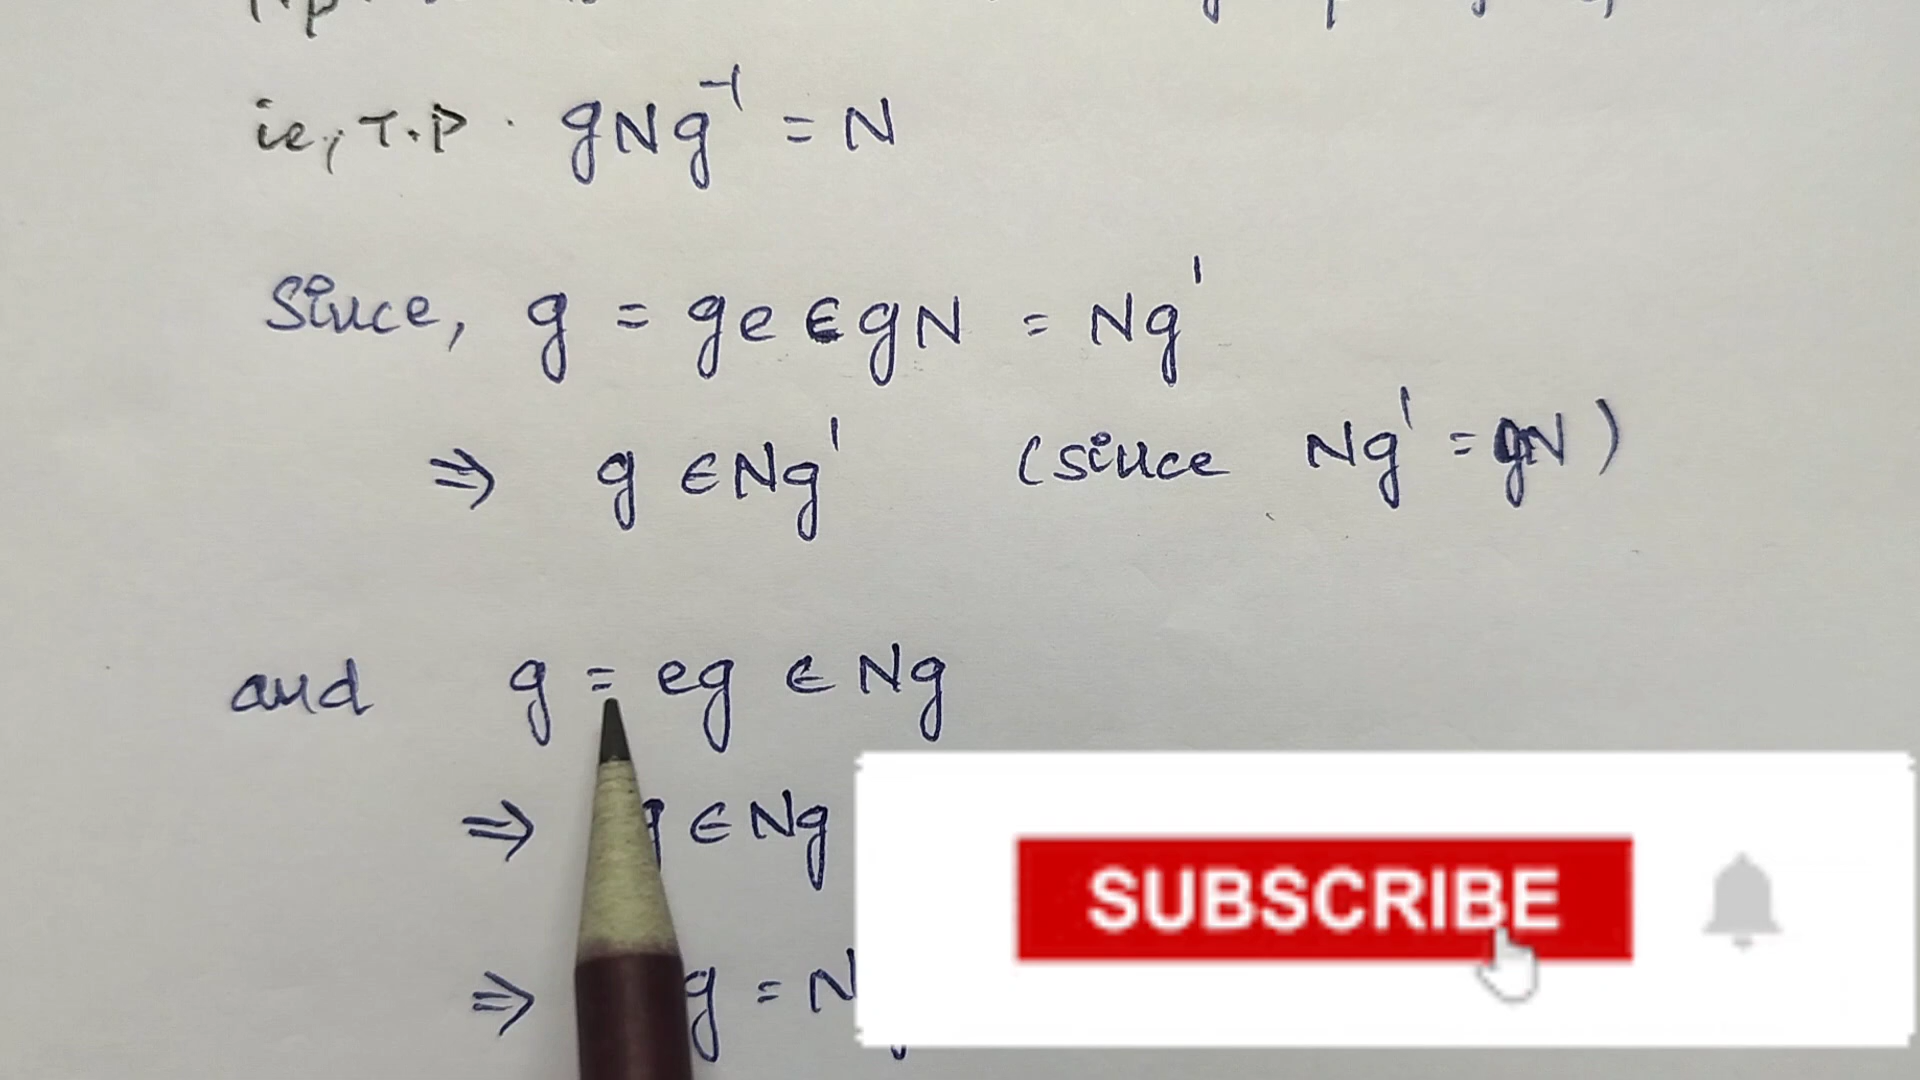 ie, T.P. gNg⁻¹ = N
Since, g = ge ∈ gN = Ng'
⇒ g ∈ Ng' (since Ng' = gN)
and g = eg ∈ Ng
⇒ g ∈ Ng
⇒ g = N
SUBSCRIBE